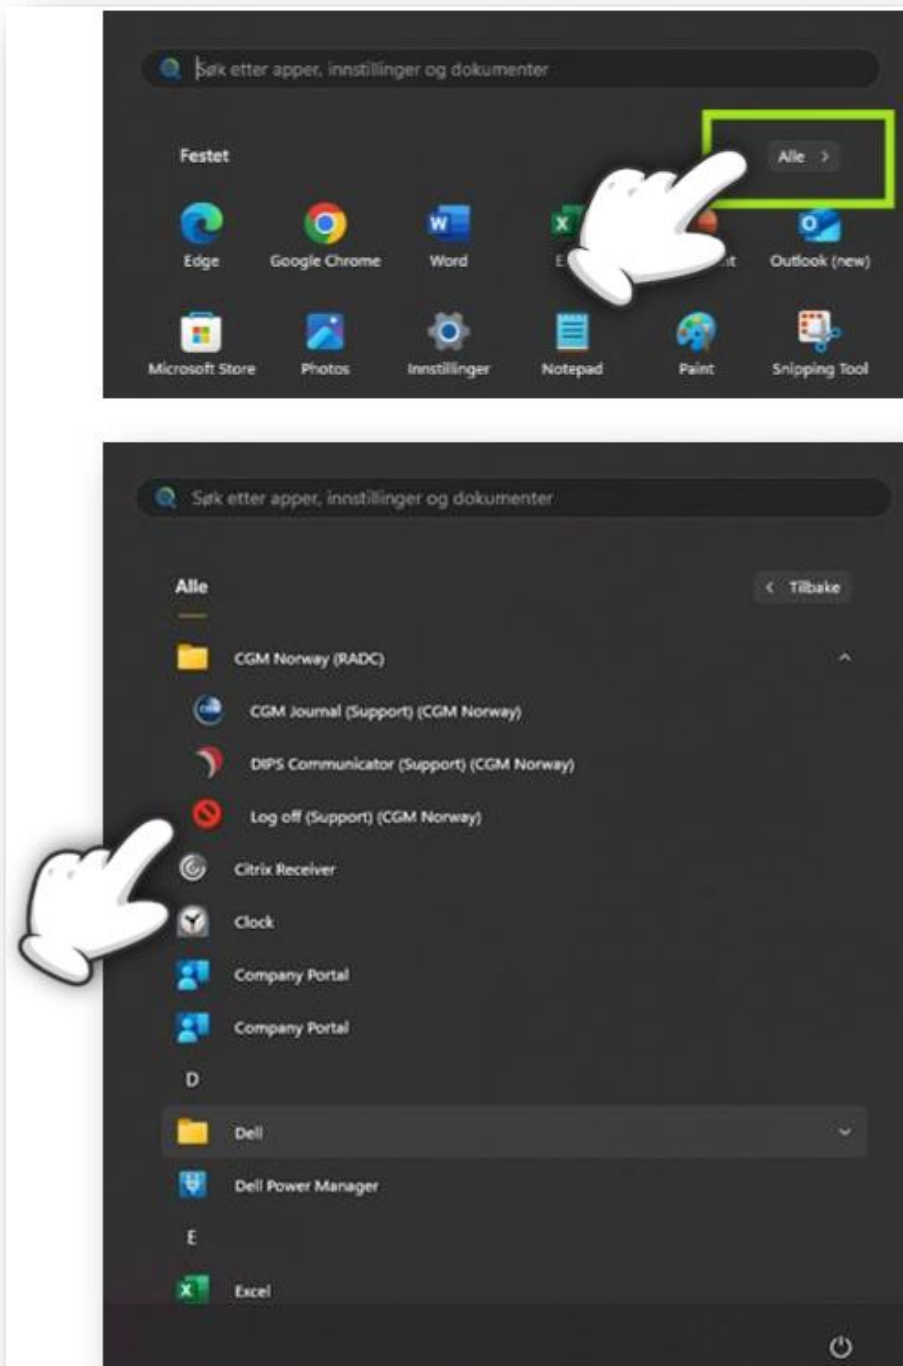 Søk etter apper, innstillinger og dokumenter
Festet
Alle
Edge
Google Chrome
Word
Outlook (new)
Microsoft Store
Photos
Innstillinger
Notepad
Paint
Snipping Tool
Søk etter apper, innstillinger og dokumenter
Alle
Tilbake
CGM Norway (RADC)
CGM Journal (Support) (CGM Norway)
DIPS Communicator (Support) (CGM Norway)
Log off (Support) (CGM Norway)
Citrix Receiver
Clock
Company Portal
Company Portal
D
Dell
Dell Power Manager
E
Excel